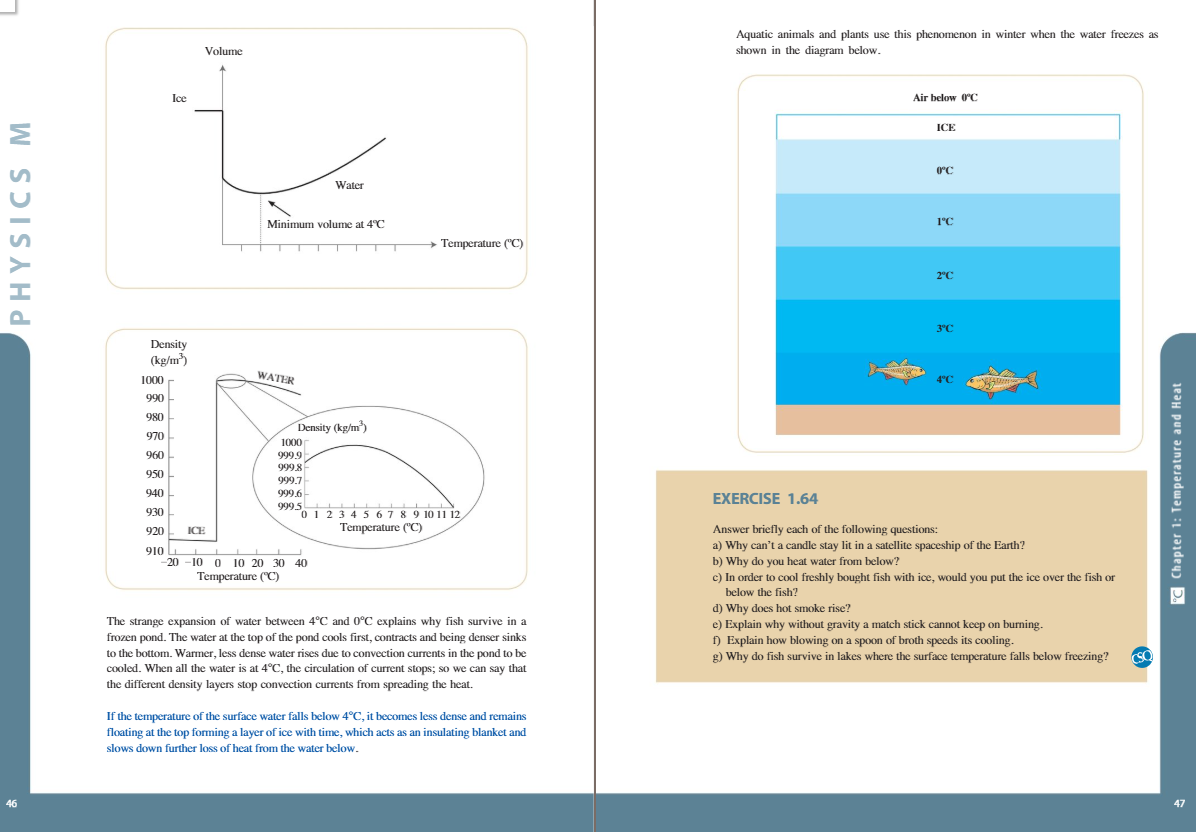 PHYSICS M
Volume
Ice
Water
Minimum volume at 4°C
Temperature (°C)
Density
(kg/m³)
1000
990
980
970
960
950
940
930
920
910
WATER
ICE
–20 –10 0 10 20 30 40
Temperature (°C)
Density (kg/m³)
1000
999.9
999.8
999.7
999.6
999.5
0 1 2 3 4 5 6 7 8 9 10 11 12
Temperature (°C)
The strange expansion of water between 4°C and 0°C explains why fish survive in a
frozen pond. The water at the top of the pond cools first, contracts and being denser sinks
to the bottom. Warmer, less dense water rises due to convection currents in the pond to be
cooled. When all the water is at 4°C, the circulation of current stops; so we can say that
the different density layers stop convection currents from spreading the heat.
If the temperature of the surface water falls below 4°C, it becomes less dense and remains
floating at the top forming a layer of ice with time, which acts as an insulating blanket and
slows down further loss of heat from the water below.
46
Aquatic animals and plants use this phenomenon in winter when the water freezes as
shown in the diagram below.
Air below 0°C
ICE
0°C
1°C
2°C
3°C
4°C
EXERCISE 1.64
Answer briefly each of the following questions:
a) Why can't a candle stay lit in a satellite spaceship of the Earth?
b) Why do you heat water from below?
c) In order to cool freshly bought fish with ice, would you put the ice over the fish or
below the fish?
d) Why does hot smoke rise?
e) Explain why without gravity a match stick cannot keep on burning.
f) Explain how blowing on a spoon of broth speeds its cooling.
g) Why do fish survive in lakes where the surface temperature falls below freezing?
CSQ
°C Chapter 1: Temperature and Heat
47